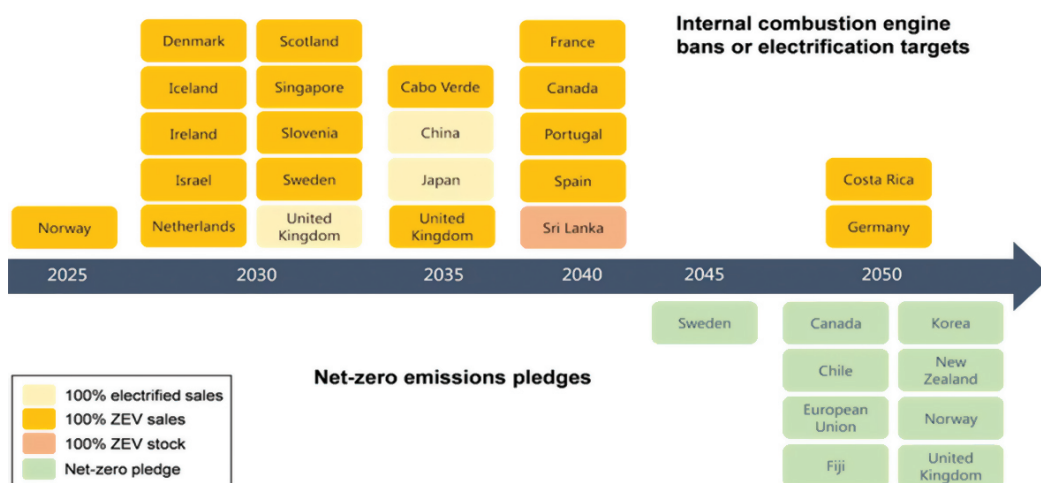 Internal combustion engine
bans or electrification targets
Denmark
Scotland
France
Iceland
Singapore
Cabo Verde
Canada
Ireland
Slovenia
China
Portugal
Israel
Sweden
Japan
Spain
Costa Rica
Norway
Netherlands
United
Kingdom
United
Kingdom
Sri Lanka
Germany
2025
2030
2035
2040
2045
2050
Sweden
Canada
Korea
Chile
New
Zealand
European
Union
Norway
Fiji
United
Kingdom
Net-zero emissions pledges
100% electrified sales
100% ZEV sales
100% ZEV stock
Net-zero pledge